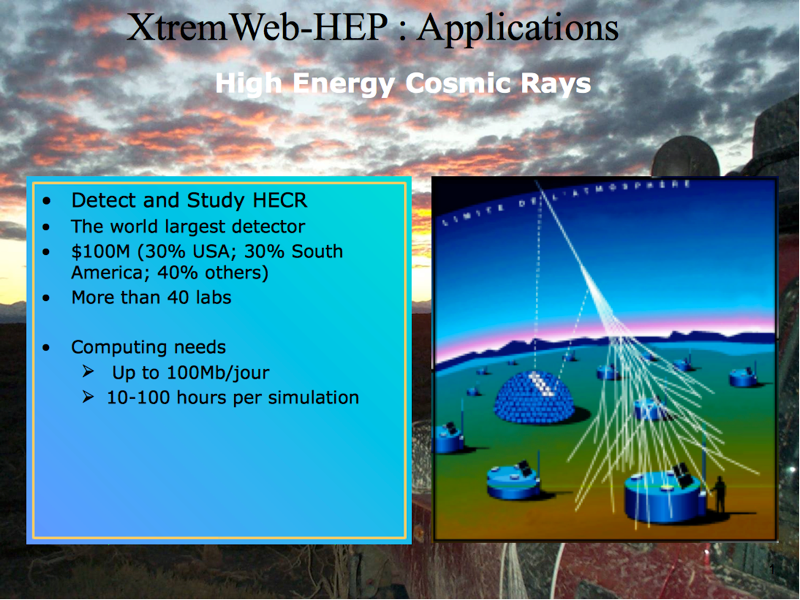 XtremWeb-HEP : Applications
High Energy Cosmic Rays
• Detect and Study HECR
• The world largest detector
• $100M (30% USA; 30% South
America; 40% others)
• More than 40 labs
• Computing needs
➢ Up to 100Mb/jour
➢ 10-100 hours per simulation
LIMITE DE L'ATMOSPHÈRE
1